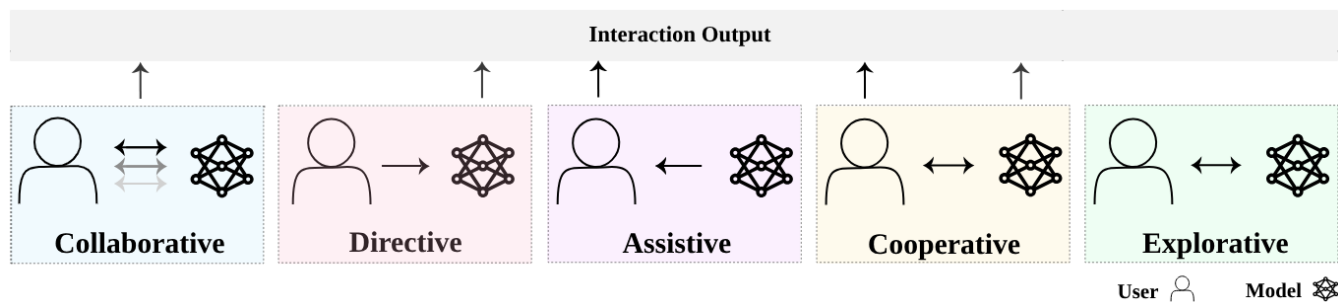 Interaction Output
Collaborative
Directive
Assistive
Cooperative
Explorative
User
Model